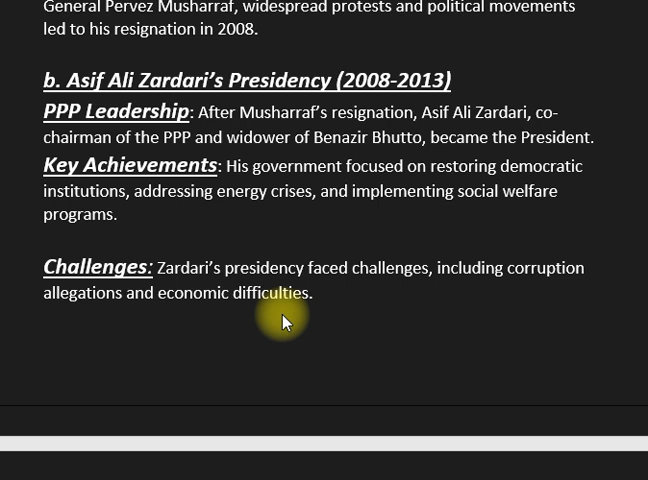 General Pervez Musharraf, widespread protests and political movements
led to his resignation in 2008.
b. Asif Ali Zardari’s Presidency (2008-2013)
PPP Leadership: After Musharraf’s resignation, Asif Ali Zardari, co-
chairman of the PPP and widower of Benazir Bhutto, became the President.
Key Achievements: His government focused on restoring democratic
institutions, addressing energy crises, and implementing social welfare
programs.
Challenges: Zardari’s presidency faced challenges, including corruption
allegations and economic difficulties.